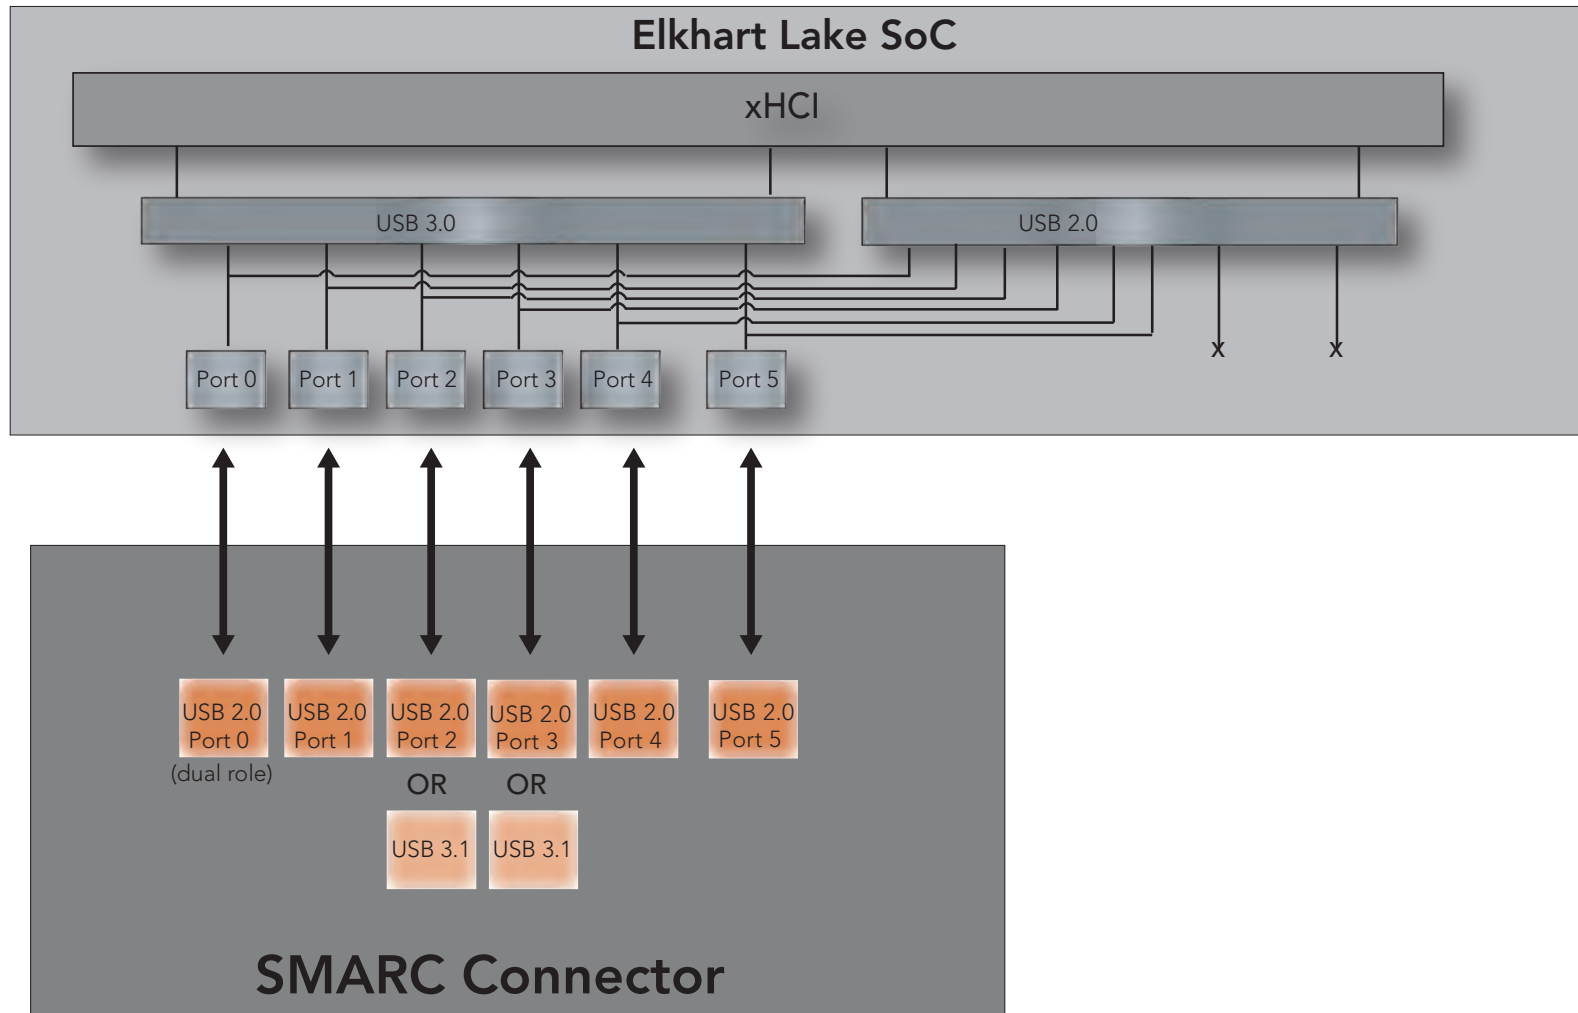 Elkhart Lake SoC
xHCI
USB 3.0
USB 2.0
x
x
Port 0
Port 1
Port 2
Port 3
Port 4
Port 5
USB 2.0
Port 0
(dual role)
USB 2.0
Port 1
USB 2.0
Port 2
OR
USB 3.1
USB 2.0
Port 3
OR
USB 3.1
USB 2.0
Port 4
USB 2.0
Port 5
SMARC Connector